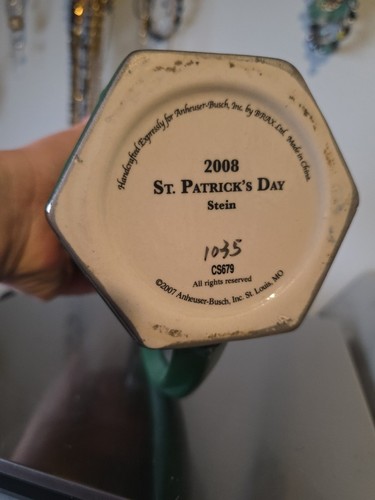 Handcrafted Expressly for Anheuser-Busch, Inc. by BRAX Ltd. Made in China
2008
ST. PATRICK'S DAY
Stein
1035
CS679
All rights reserved
©2007 Anheuser-Busch, Inc. St. Louis, MO